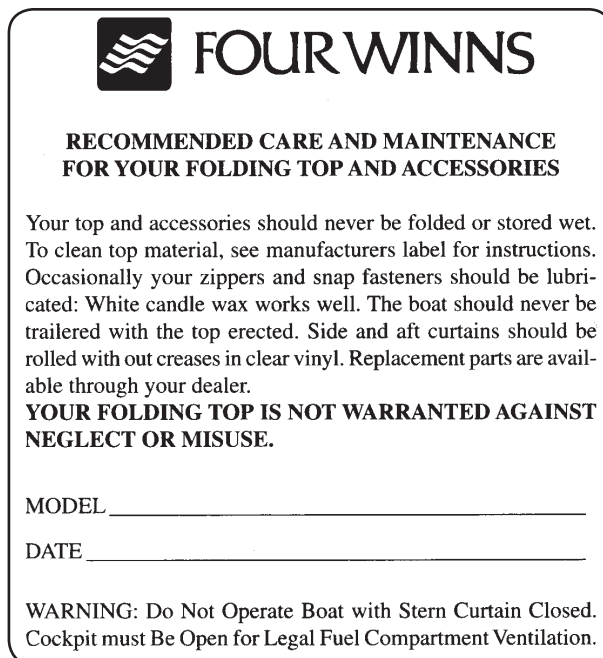 FOUR WINNS
RECOMMENDED CARE AND MAINTENANCE
FOR YOUR FOLDING TOP AND ACCESSORIES
Your top and accessories should never be folded or stored wet.
To clean top material, see manufacturers label for instructions.
Occasionally your zippers and snap fasteners should be lubri-
cated: White candle wax works well. The boat should never be
trailered with the top erected. Side and aft curtains should be
rolled with out creases in clear vinyl. Replacement parts are avail-
able through your dealer.
YOUR FOLDING TOP IS NOT WARRANTED AGAINST
NEGLECT OR MISUSE.
MODEL
DATE
WARNING: Do Not Operate Boat with Stern Curtain Closed.
Cockpit must Be Open for Legal Fuel Compartment Ventilation.